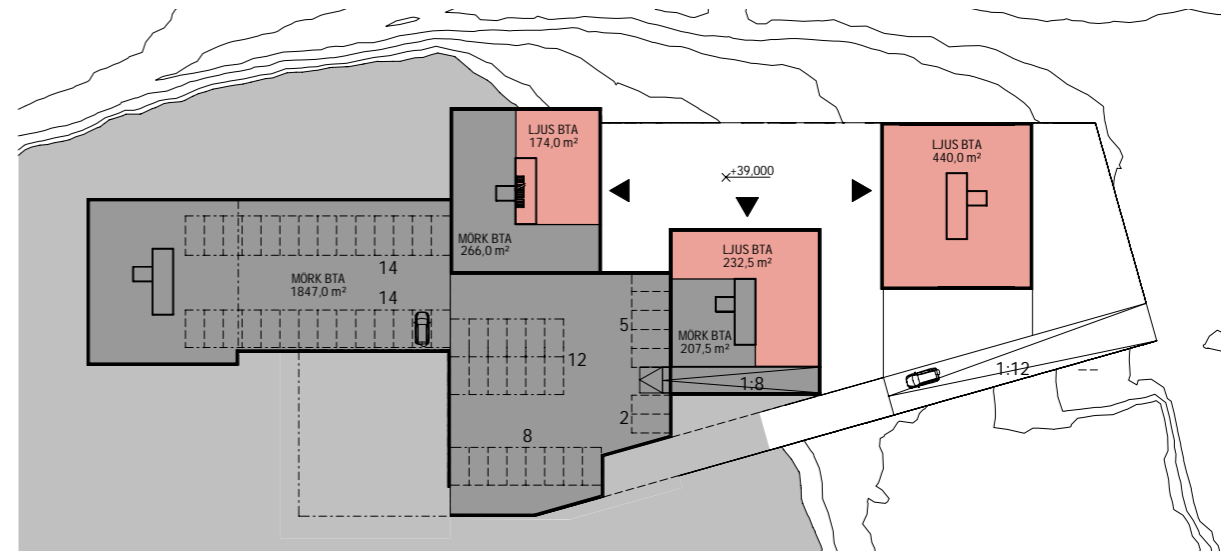 LJUS BTA
174,0 m²
LJUS BTA
440,0 m²
+39,000
MÖRK BTA
266,0 m²
LJUS BTA
232,5 m²
14
MÖRK BTA
1847,0 m²
14
5
MÖRK BTA
207,5 m²
12
1:8
1:12
2
8